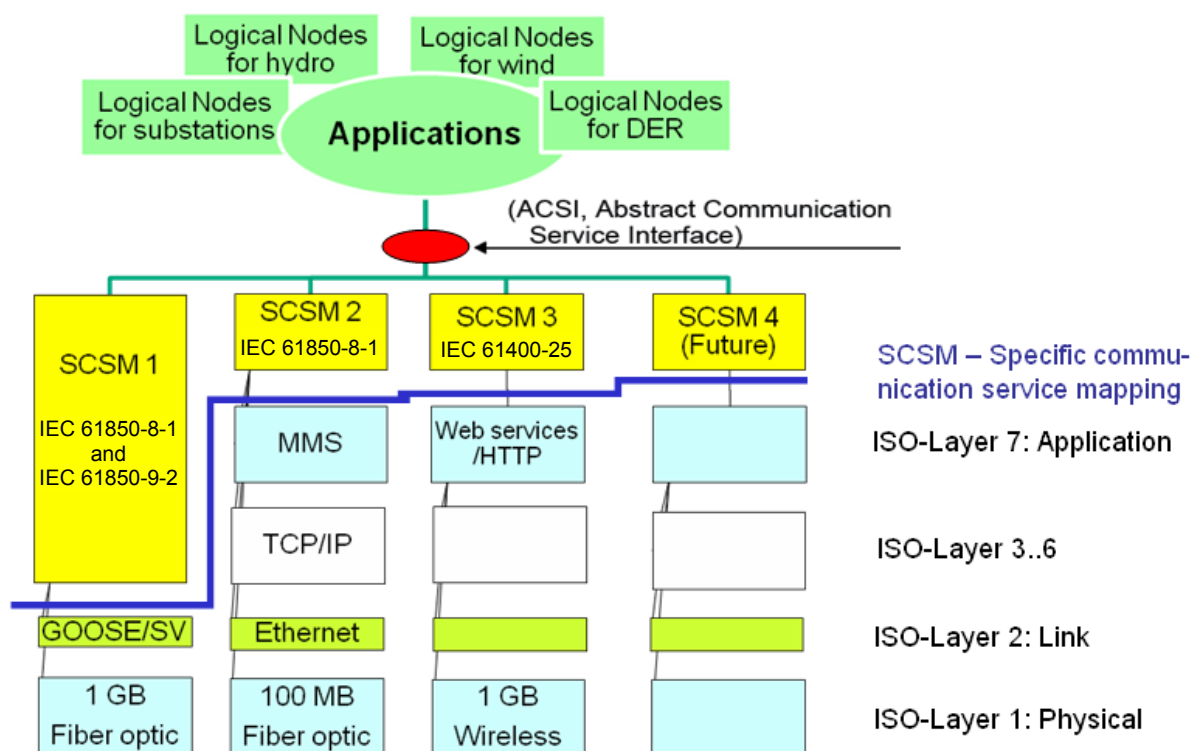 Logical Nodes
for hydro
Logical Nodes
for wind
Logical Nodes
for substations
Logical Nodes
for DER
Applications
(ACSI, Abstract Communication
Service Interface)
SCSM 1
IEC 61850-8-1
and
IEC 61850-9-2
SCSM 2
IEC 61850-8-1
SCSM 3
IEC 61400-25
SCSM 4
(Future)
SCSM – Specific commu-
nication service mapping
MMS
Web services
/HTTP
ISO-Layer 7: Application
TCP/IP
ISO-Layer 3..6
GOOSE/SV
Ethernet
ISO-Layer 2: Link
1 GB
Fiber optic
100 MB
Fiber optic
1 GB
Wireless
ISO-Layer 1: Physical